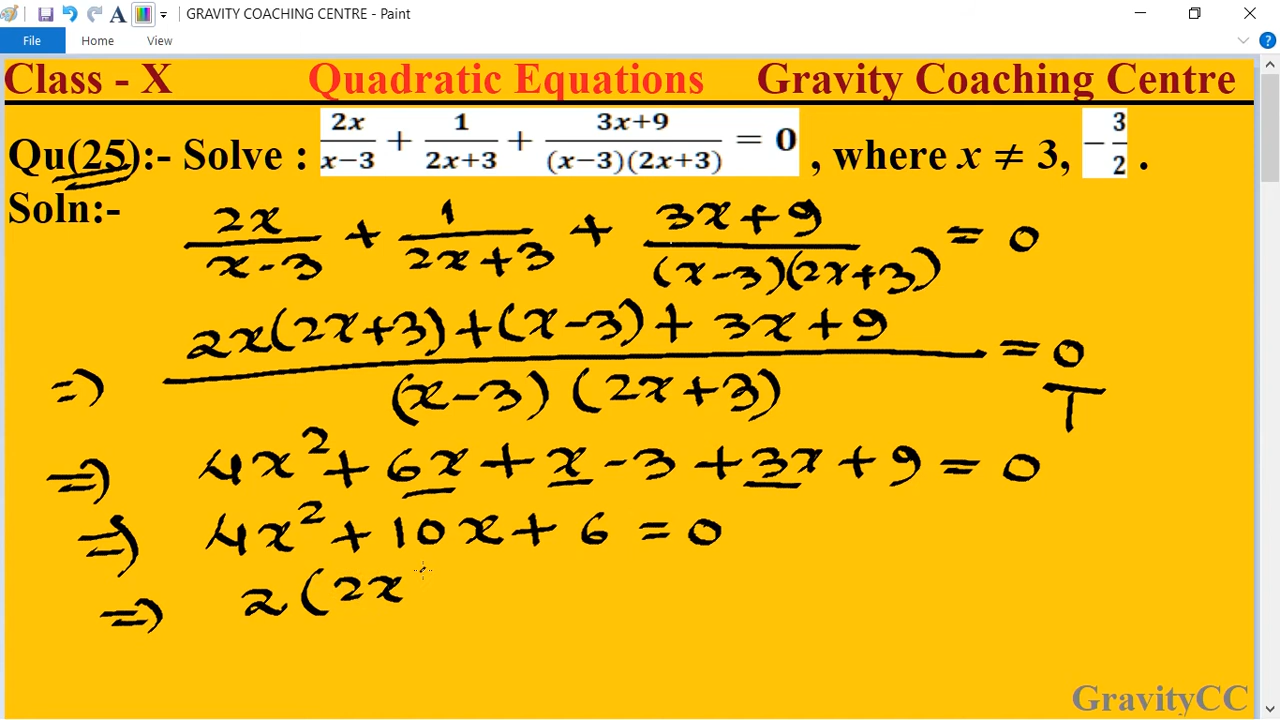 GRAVITY COACHING CENTRE - Paint
File Home View
Class - X Quadratic Equations Gravity Coaching Centre
Qu(25):- Solve : 2x/(x−3) + 1/(2x+3) + (3x+9)/((x−3)(2x+3)) = 0 , where x ≠ 3, −3/2 .
Soln:-
2x/(x-3) + 1/(2x+3) + (3x+9)/((x-3)(2x+3)) = 0
=> (2x(2x+3)+(x-3)+3x+9)/((x-3)(2x+3)) = 0/1
=> 4x²+6x+x-3+3x+9=0
=> 4x²+10x+6=0
=> 2(2x
GravityCC